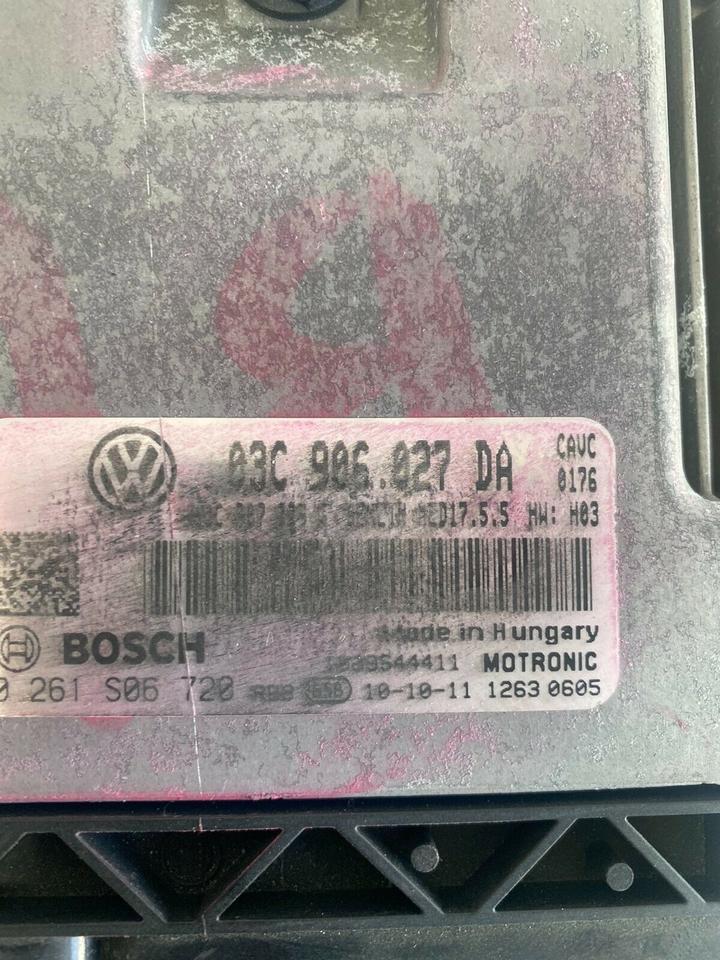 03C 906.027 DA CAVC
0176
MED17.5.5 HW: H03
BOSCH Made in Hungary
MOTRONIC
0 261 S06 720 10-10-11 1263 0605